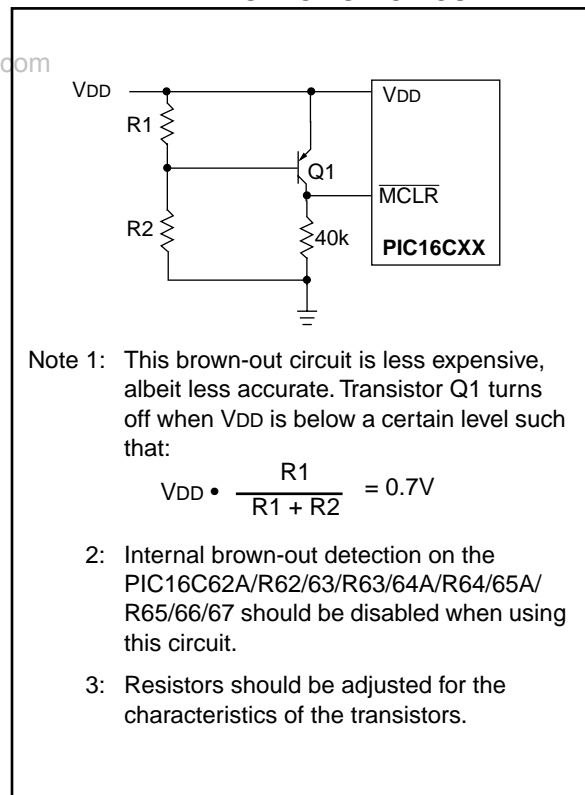 com
VDD
VDD
R1
Q1
MCLR
R2
40k
PIC16CXX
Note 1: This brown-out circuit is less expensive,
albeit less accurate. Transistor Q1 turns
off when VDD is below a certain level such
that:
VDD • R1 / R1 + R2 = 0.7V
2: Internal brown-out detection on the
PIC16C62A/R62/63/R63/64A/R64/65A/
R65/66/67 should be disabled when using
this circuit.
3: Resistors should be adjusted for the
characteristics of the transistors.